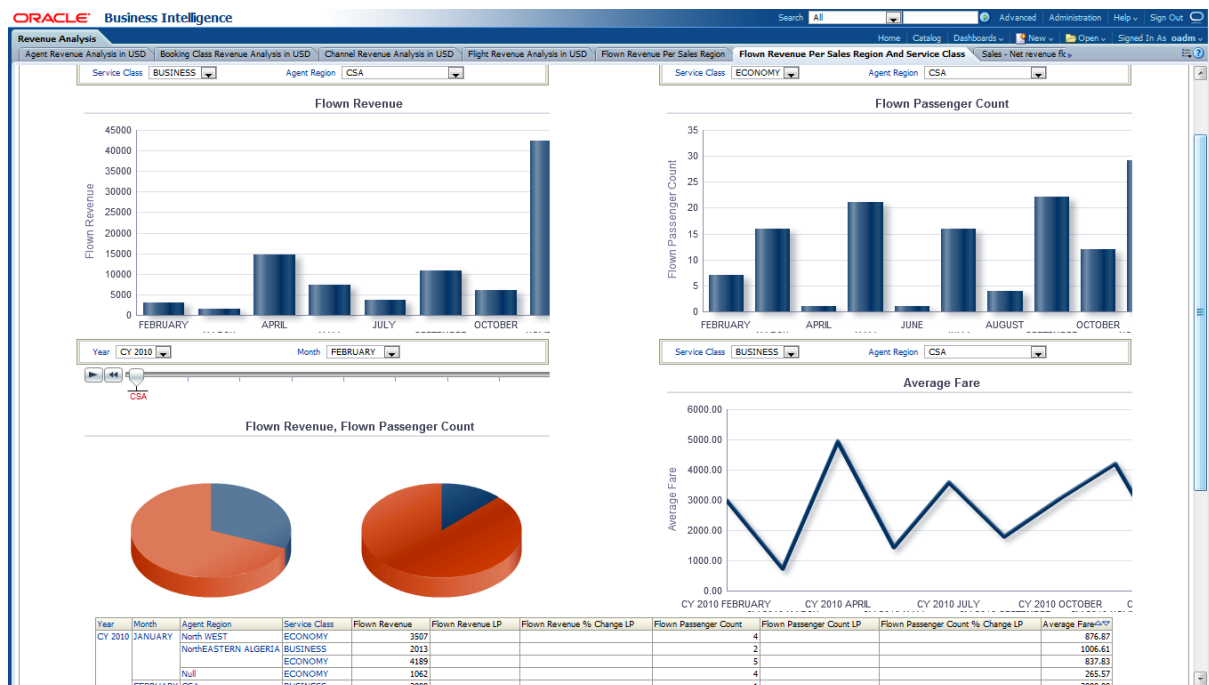 ORACLE Business Intelligence
Search All Advanced Administration Help Sign Out
Revenue Analysis
Home Catalog Dashboards New Open Signed In As oadm
Agent Revenue Analysis in USD Booking Class Revenue Analysis in USD Channel Revenue Analysis in USD Flight Revenue Analysis in USD Flown Revenue Per Sales Region Flown Revenue Per Sales Region And Service Class Sales - Net revenue flc»
Service Class BUSINESS Agent Region CSA
Flown Revenue
45000
40000
35000
30000
25000
20000
15000
10000
5000
0
Flown Revenue
FEBRUARY APRIL JULY OCTOBER
Service Class ECONOMY Agent Region CSA
Flown Passenger Count
35
30
25
20
15
10
5
0
Flown Passenger Count
FEBRUARY APRIL JUNE AUGUST OCTOBER
Year CY 2010 Month FEBRUARY
CSA
Flown Revenue, Flown Passenger Count
Service Class BUSINESS Agent Region CSA
Average Fare
6000.00
5000.00
4000.00
3000.00
2000.00
1000.00
0.00
Average Fare
CY 2010 FEBRUARY CY 2010 APRIL CY 2010 JULY CY 2010 OCTOBER C
Year Month Agent Region Service Class Flown Revenue Flown Revenue LP Flown Revenue % Change LP Flown Passenger Count Flown Passenger Count LP Flown Passenger Count % Change LP Average Fare
CY 2010 JANUARY North WEST ECONOMY 3507 4 876.87
NorthEASTERN ALGERIA BUSINESS 2013 2 1006.61
ECONOMY 4189 5 837.83
Null ECONOMY 1062 4 265.57